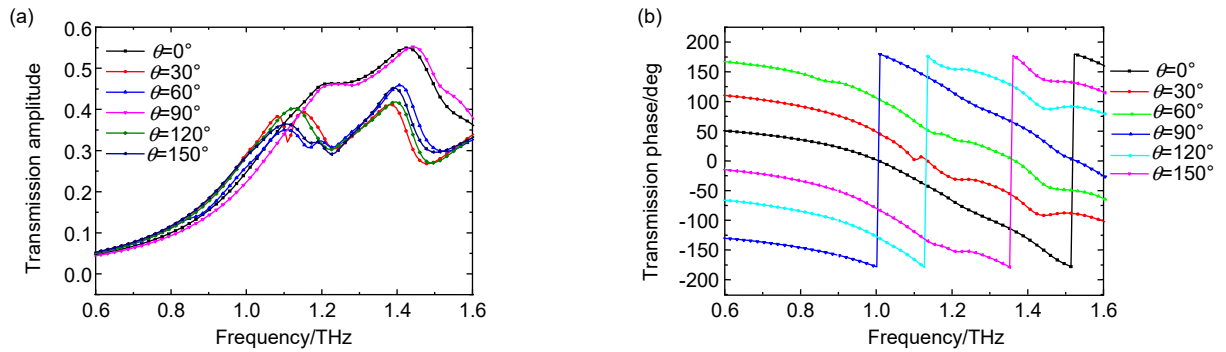 (a)
0.6
0.5
0.4
0.3
0.2
0.1
0.0
Transmission amplitude
θ=0°
θ=30°
θ=60°
θ=90°
θ=120°
θ=150°
0.6 0.8 1.0 1.2 1.4 1.6
Frequency/THz
(b)
200
150
100
50
0
-50
-100
-150
-200
Transmission phase/deg
0.6 0.8 1.0 1.2 1.4 1.6
Frequency/THz
θ=0°
θ=30°
θ=60°
θ=90°
θ=120°
θ=150°